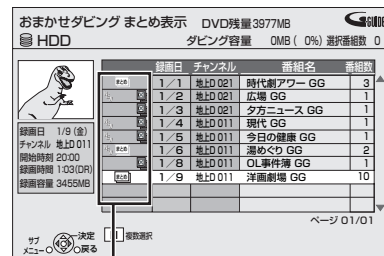 おまかせダビング まとめ表示 DVD残量3977MB GGUIDE
HDD ダビング容量 0MB ( 0%) 選択番組数 0
録画日 チャンネル 番組名 番組数
まとめ 1/1 地上D 021 時代劇アワー GG 3
1/2 地上D 021 広場 GG 1
1/3 地上D 021 夕方ニュース GG 1
1/4 地上D 011 現代 GG 1
1/5 地上D 011 今日の健康 GG 1
まとめ 1/6 地上D 011 湯めぐり GG 2
1/8 地上D 011 OL事件簿 GG 1
まとめ 1/9 地上D 011 洋画劇場 GG 10
録画日 1/9 (金)
チャンネル 地上D 011
開始時刻 20:00
録画時間 1:03(DR)
録画容量 3455MB
ページ 01/01
サブメニュー 決定 戻る
複数選択